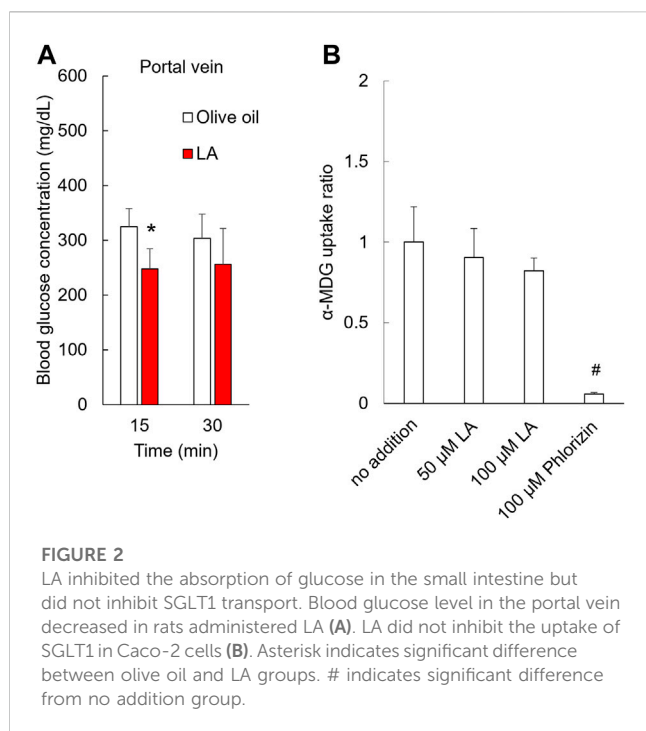 A
B
Portal vein
Olive oil
LA
Blood glucose concentration (mg/dL)
600
500
400
300
200
100
0
*
15
30
Time (min)
α-MDG uptake ratio
2
1.5
1
0.5
0
#
no addition
50 µM LA
100 µM LA
100 µM Phlorizin
FIGURE 2
LA inhibited the absorption of glucose in the small intestine but
did not inhibit SGLT1 transport. Blood glucose level in the portal vein
decreased in rats administered LA (A). LA did not inhibit the uptake of
SGLT1 in Caco-2 cells (B). Asterisk indicates significant difference
between olive oil and LA groups. # indicates significant difference
from no addition group.